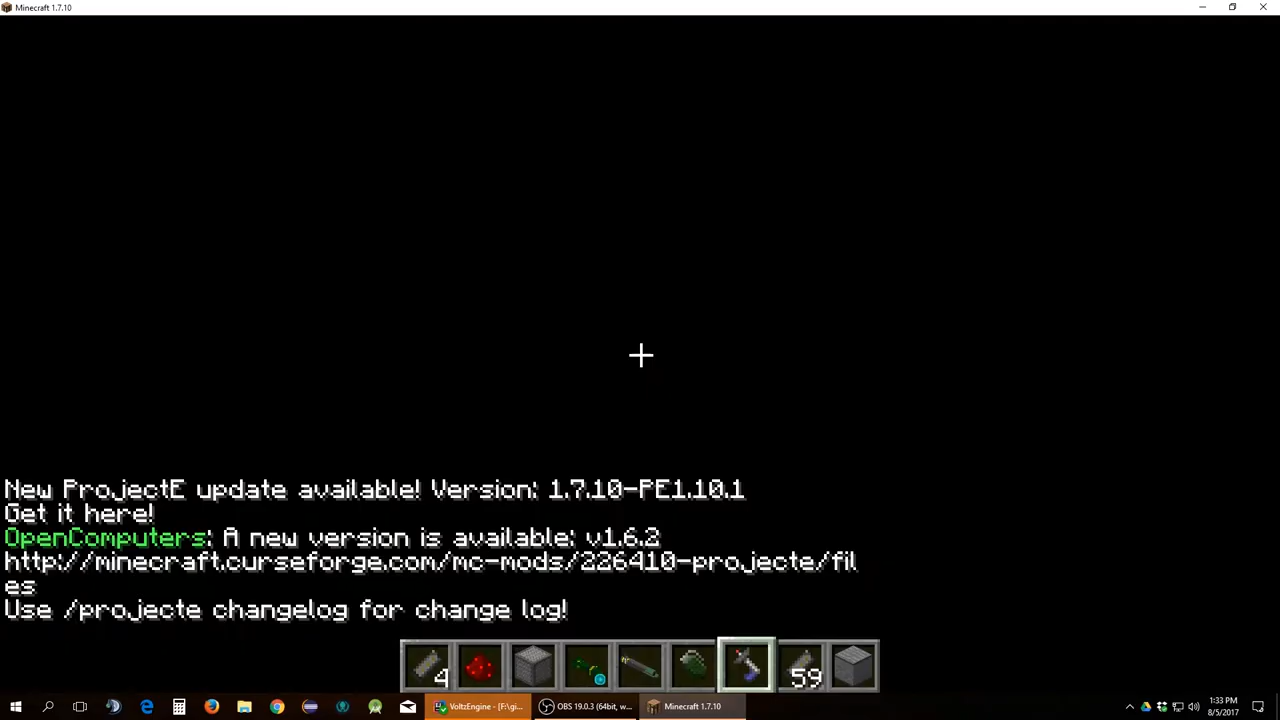 Minecraft 1.7.10
New ProjectE update available! Version: 1.7.10-PE1.10.1
Get it here!
OpenComputers: A new version is available: v1.6.2
http://minecraft.curseforge.com/mc-mods/226410-projecte/fil
es
Use /projecte changelog for change log!
4
59
VoltzEngine - [F:\gi...
OBS 19.0.3 (64bit, w...
Minecraft 1.7.10
1:33 PM
8/5/2017